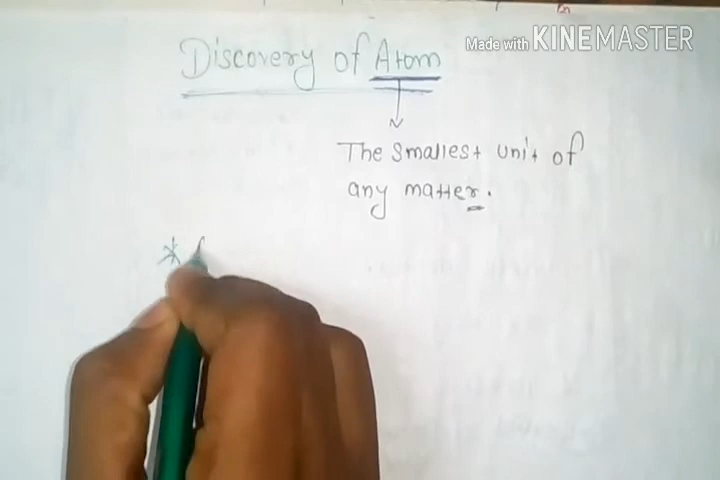 Made with KINEMASTER
Discovery of Atom
The smallest unit of
any matter.
*